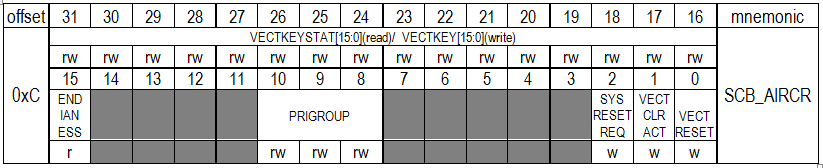 offset 31 30 29 28 27 26 25 24 23 22 21 20 19 18 17 16 mnemonic
VECTKEYSTAT[15:0](read)/ VECTKEY[15:0](write)
rw rw rw rw rw rw rw rw rw rw rw rw rw rw rw rw
15 14 13 12 11 10 9 8 7 6 5 4 3 2 1 0
0xC
END
IAN
ESS
PRIGROUP
SYS
RESET
REQ
VECT
CLR
ACT
VECT
RESET
SCB_AIRCR
r rw rw rw w w w